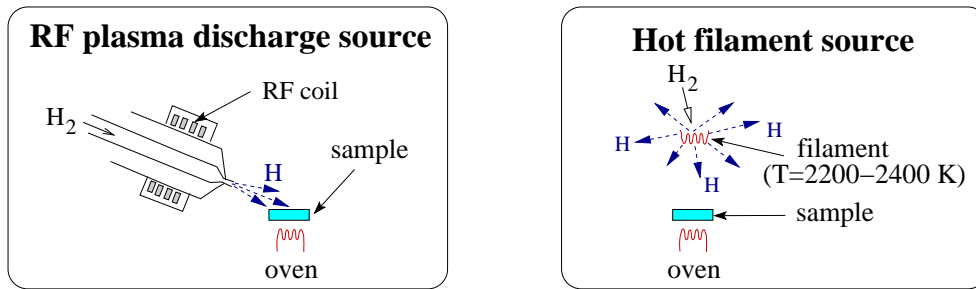 RF plasma discharge source
RF coil
H2
sample
H
oven
Hot filament source
H2
H
H
H
filament
(T=2200−2400 K)
sample
oven